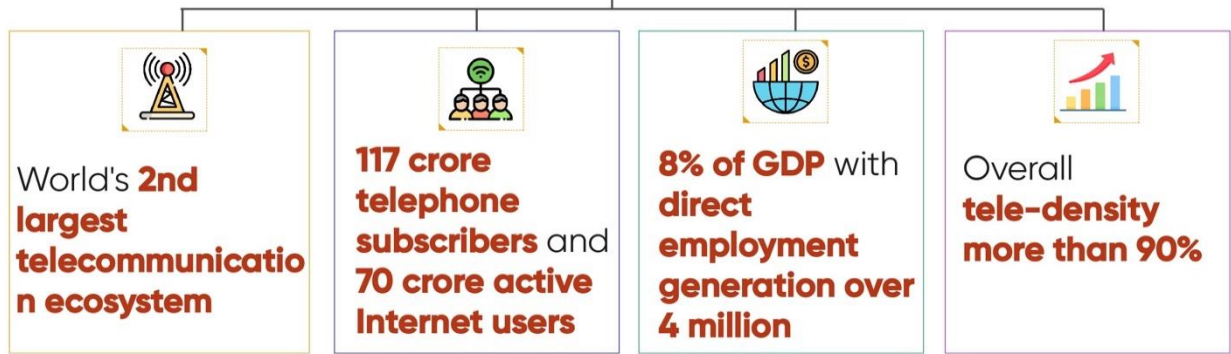 World's 2nd
largest
telecommunicatio
n ecosystem
117 crore
telephone
subscribers and
70 crore active
Internet users
8% of GDP with
direct
employment
generation over
4 million
Overall
tele-density
more than 90%